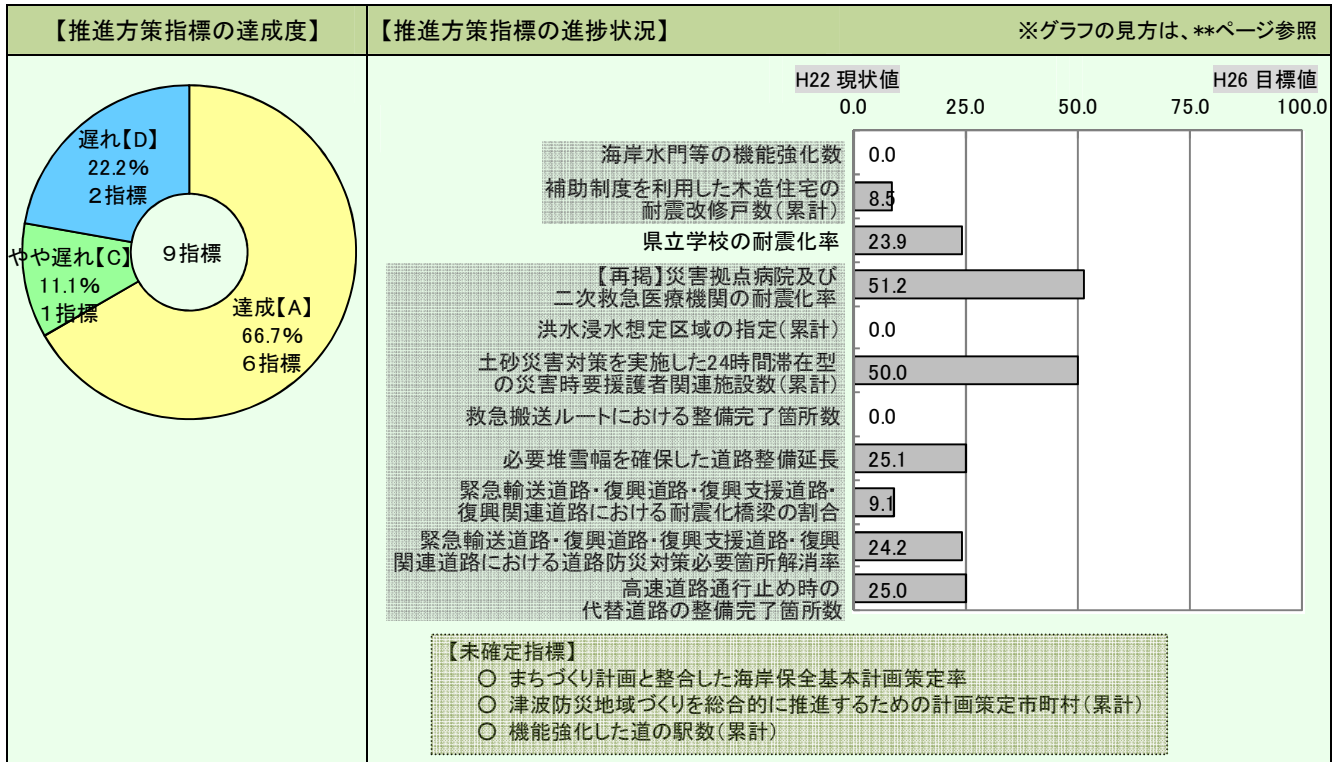 【推進方策指標の達成度】
【推進方策指標の進捗状況】
※グラフの見方は、**ページ参照
遅れ【D】
22.2%
2指標
やや遅れ【C】
11.1%
1指標
9指標
達成【A】
66.7%
6指標
H22 現状値
H26 目標値
0.0 25.0 50.0 75.0 100.0
海岸水門等の機能強化数 0.0
補助制度を利用した木造住宅の
耐震改修戸数(累計) 8.5
県立学校の耐震化率 23.9
【再掲】災害拠点病院及び
二次救急医療機関の耐震化率 51.2
洪水浸水想定区域の指定(累計) 0.0
土砂災害対策を実施した24時間滞在型
の災害時要援護者関連施設数(累計) 50.0
救急搬送ルートにおける整備完了箇所数 0.0
必要堆雪幅を確保した道路整備延長 25.1
緊急輸送道路・復興道路・復興支援道路・
復興関連道路における耐震化橋梁の割合 9.1
緊急輸送道路・復興道路・復興支援道路・復興
関連道路における道路防災対策必要箇所解消率 24.2
高速道路通行止め時の
代替道路の整備完了箇所数 25.0
【未確定指標】
○ まちづくり計画と整合した海岸保全基本計画策定率
○ 津波防災地域づくりを総合的に推進するための計画策定市町村(累計)
○ 機能強化した道の駅数(累計)